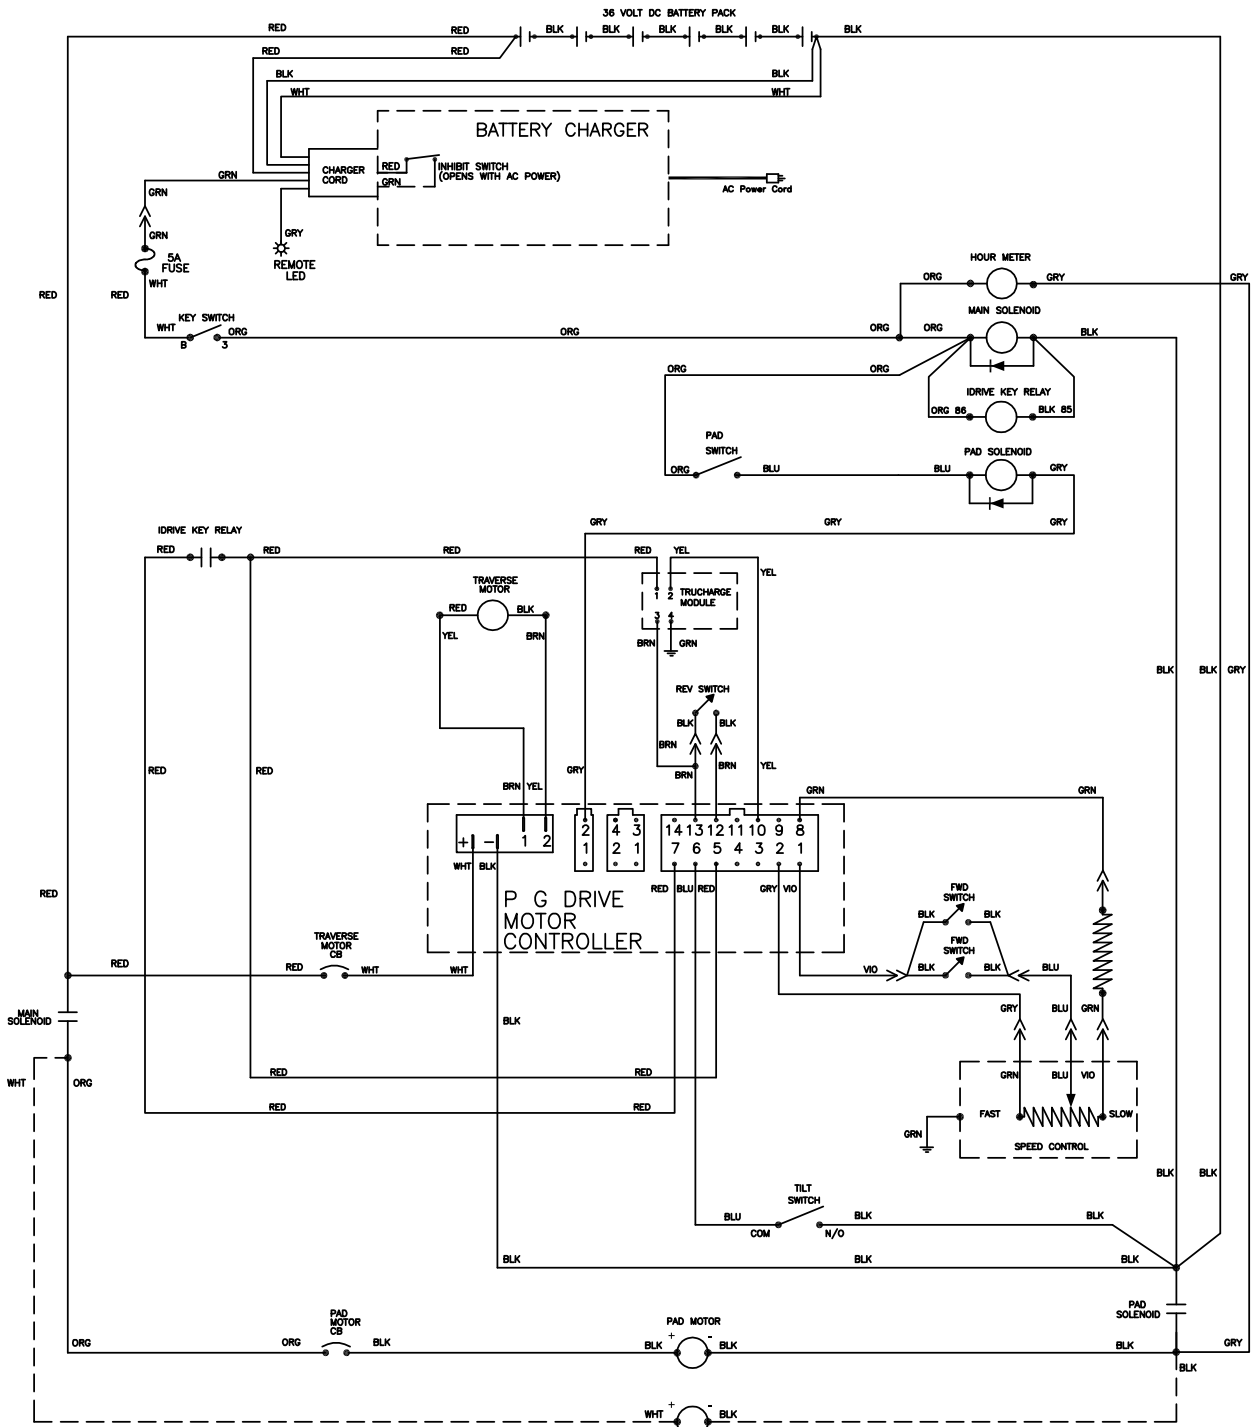 36 VOLT DC BATTERY PACK
RED RED BLK BLK BLK BLK BLK BLK
RED RED
BLK BLK
WHT WHT
BATTERY CHARGER
CHARGER CORD
RED
GRN
INHIBIT SWITCH
(OPENS WITH AC POWER)
AC Power Cord
GRN
GRN
GRN
GRY
REMOTE
LED
5A
FUSE
WHT
RED RED
KEY SWITCH
WHT ORG ORG ORG ORG
B 3
HOUR METER
ORG GRY
MAIN SOLENOID
BLK
ORG ORG
IDRIVE KEY RELAY
ORG 86 BLK 85
PAD
SWITCH
ORG BLU BLU
PAD SOLENOID
GRY
GRY GRY GRY
IDRIVE KEY RELAY
RED RED RED RED YEL
YEL
TRAVERSE
MOTOR
RED BLK
YEL BRN
1 2
TRUCHARGE
MODULE
3 4
BRN GRN
BLK BLK GRY
REV SWITCH
BLK BLK
BRN BRN
BRN
YEL
RED RED
GRY
BRN YEL
GRN GRN
+ - 1 2
2
1
4 3
2 1
14 13 12 11 10 9 8
7 6 5 4 3 2 1
WHT BLK
RED BLU RED GRY VIO
P G DRIVE
MOTOR
CONTROLLER
RED
FWD
SWITCH
BLK BLK
FWD
SWITCH
VIO BLK BLK BLU
TRAVERSE
MOTOR
CB
RED RED WHT WHT
MAIN
SOLENOID
BLK
GRY BLU GRN
WHT ORG
RED RED
GRN BLU VIO
RED RED
FAST SLOW
GRN
SPEED CONTROL
BLK BLK
TILT
SWITCH
BLU BLK BLK
COM N/O
BLK BLK BLK
PAD
SOLENOID
PAD
MOTOR
CB
ORG ORG BLK
PAD MOTOR
+ -
BLK BLK BLK GRY
BLK
+ -
WHT BLK